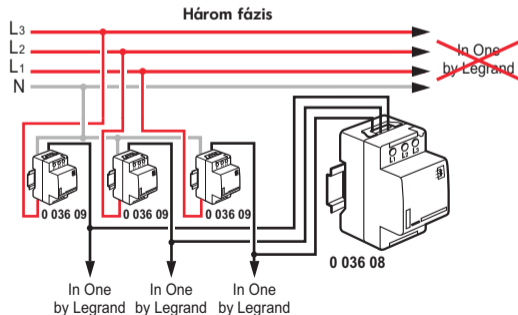 Három fázis
L3
L2
L1
N
In One
by Legrand
0 036 09
0 036 09
0 036 09
0 036 08
In One
by Legrand
In One
by Legrand
In One
by Legrand